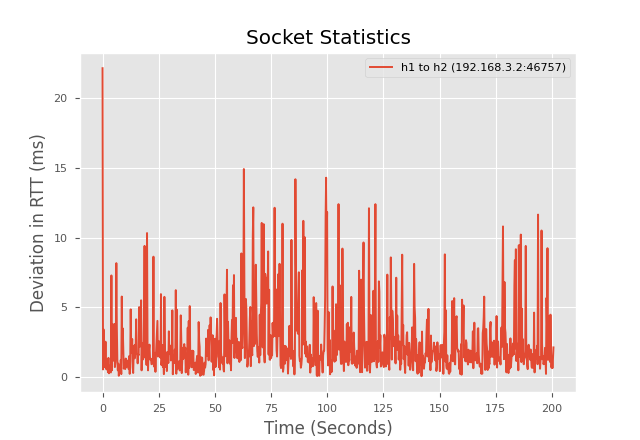 Socket Statistics
h1 to h2 (192.168.3.2:46757)
Deviation in RTT (ms)
20
15
10
5
0
0 25 50 75 100 125 150 175 200
Time (Seconds)